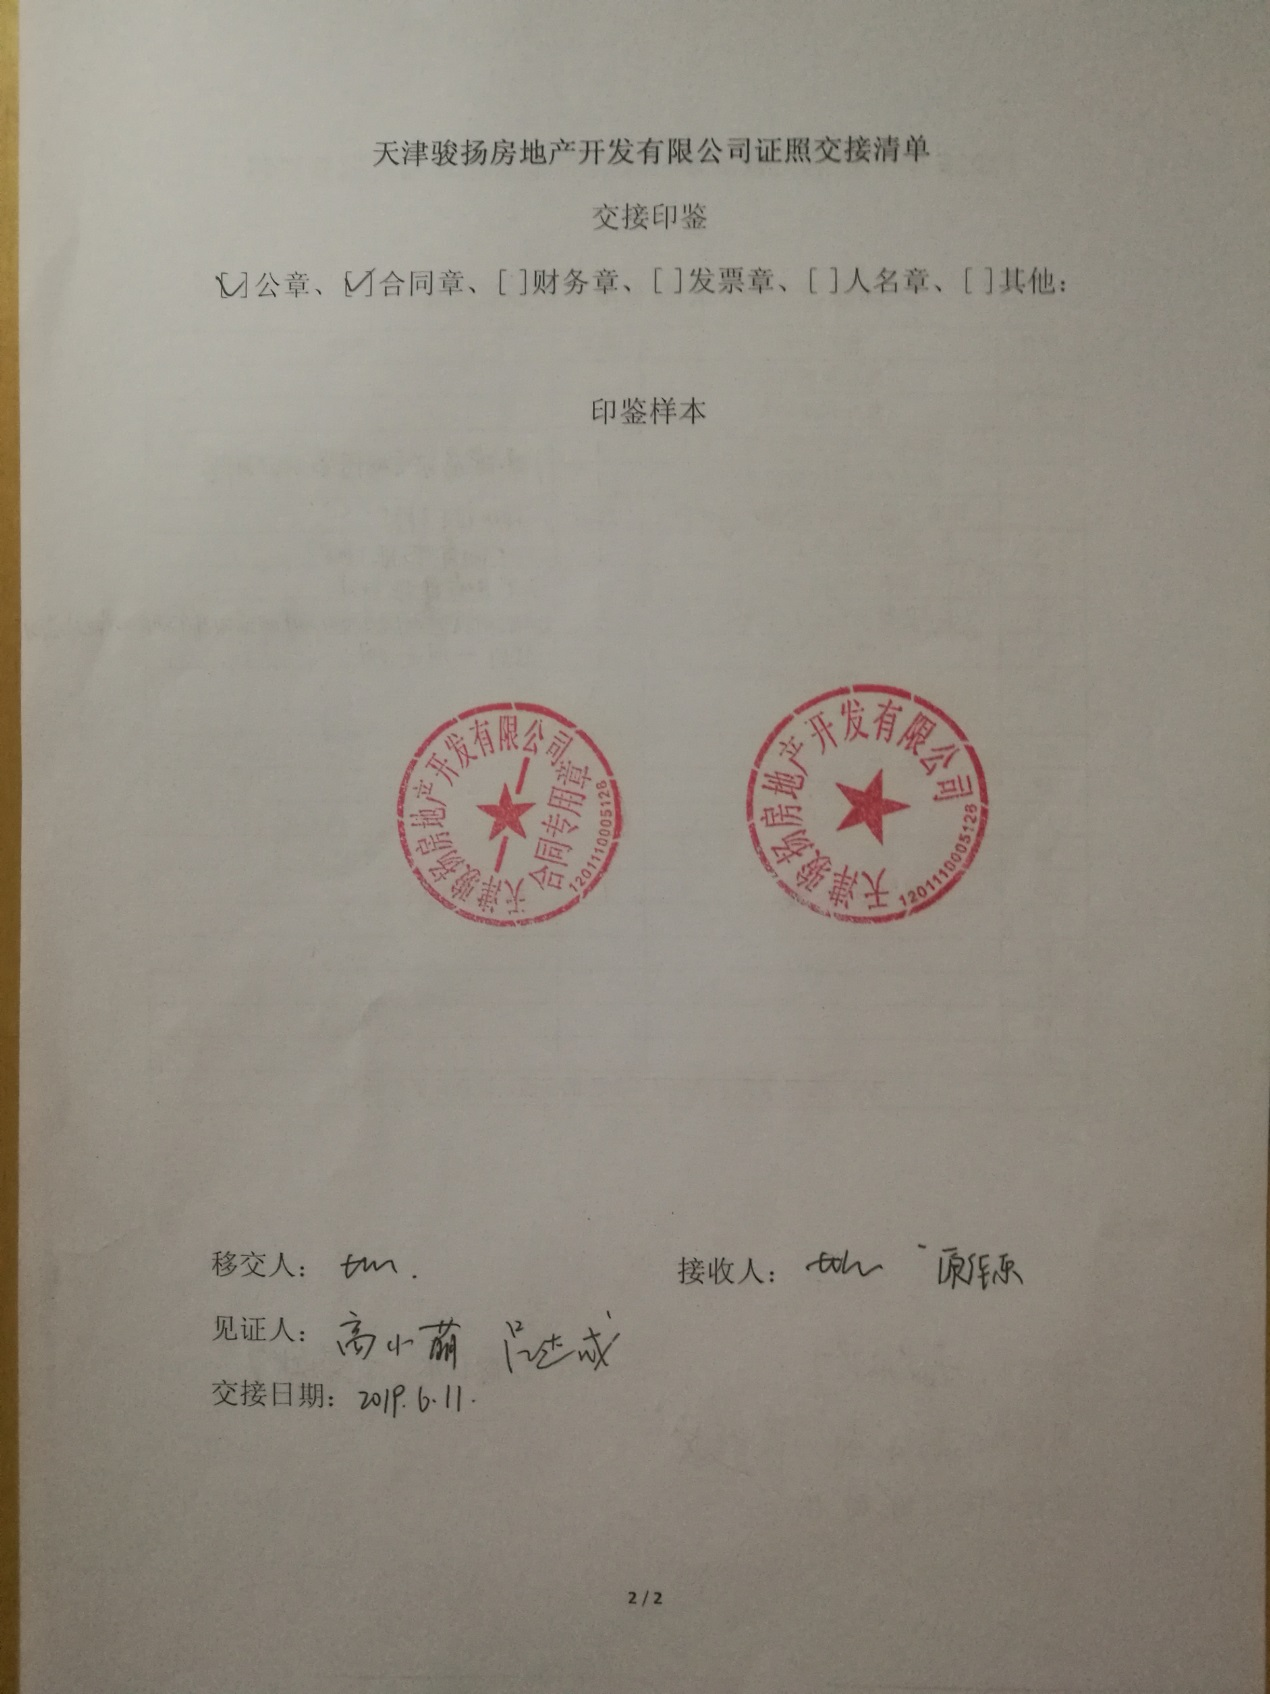 天津骏扬房地产开发有限公司证照交接清单
交接印鉴
[✓]公章、[✓]合同章、[ ]财务章、[ ]发票章、[ ]人名章、[ ]其他：
印鉴样本
天津骏扬房地产开发有限公司
合同专用章
1201110005128
天津骏扬房地产开发有限公司
1201110005128
移交人：
接收人：
见证人：高小萌
交接日期：2019.6.11.
2 / 2